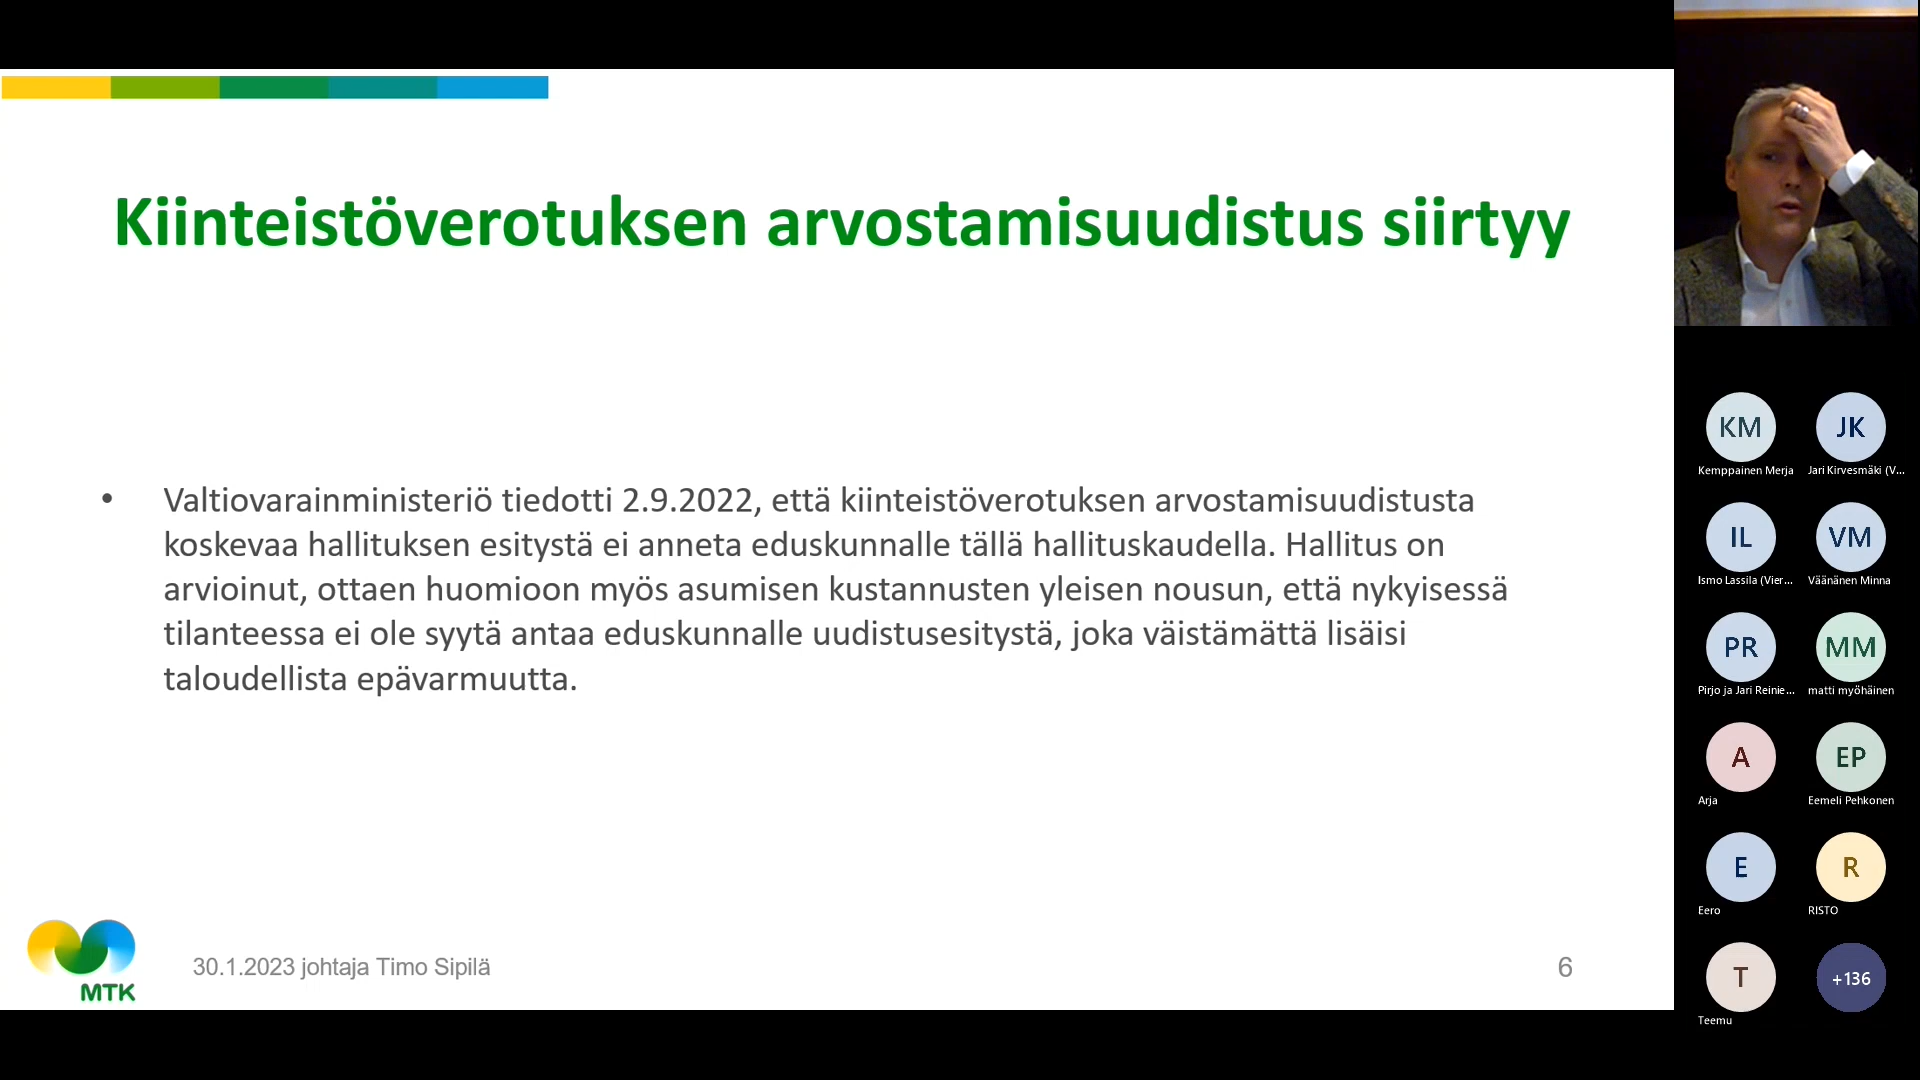 Kiinteistöverotuksen arvostamisuudistus siirtyy
• Valtiovarainministeriö tiedotti 2.9.2022, että kiinteistöverotuksen arvostamisuudistusta
koskevaa hallituksen esitystä ei anneta eduskunnalle tällä hallituskaudella. Hallitus on
arvioinut, ottaen huomioon myös asumisen kustannusten yleisen nousun, että nykyisessä
tilanteessa ei ole syytä antaa eduskunnalle uudistusesitystä, joka väistämättä lisäisi
taloudellista epävarmuutta.
MTK
30.1.2023 johtaja Timo Sipilä
6
KM
Kemppainen Merja
JK
Jari Kirvesmäki (V...
IL
Ismo Lassila (Vier...
VM
Väänänen Minna
PR
Pirjo ja Jari Reinie...
MM
matti myöhäinen
A
Arja
EP
Eemeli Pehkonen
E
Eero
R
RISTO
T
Teemu
+136